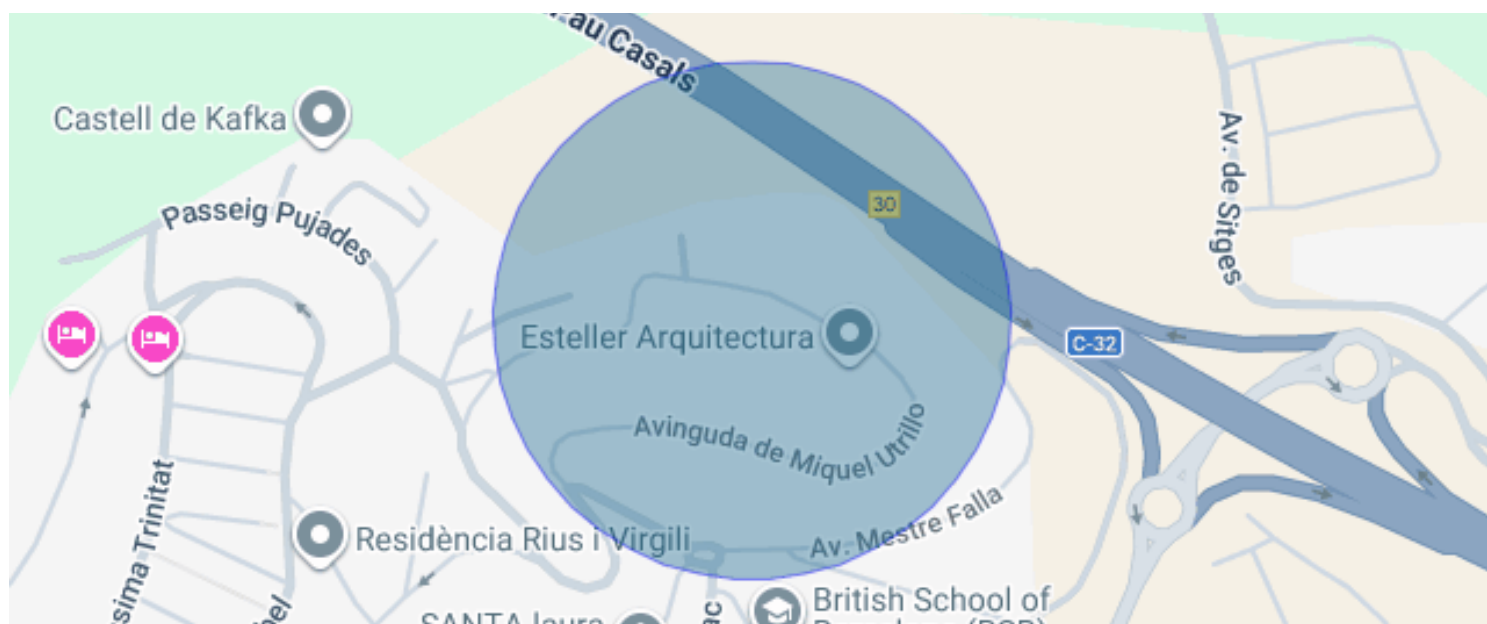 au Casals
Castell de Kafka
Av. de Sitges
30
Passeig Pujades
Esteller Arquitectura
C-32
Avinguda de Miquel Utrillo
Residència Rius i Virgili
Av. Mestre Falla
British School of